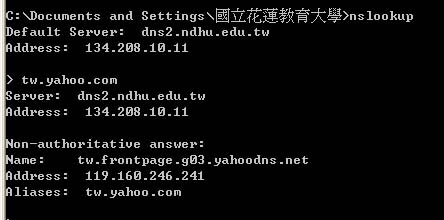 C:\Documents and Settings\國立花蓮教育大學>nslookup
Default Server:  dns2.ndhu.edu.tw
Address:  134.208.10.11
> tw.yahoo.com
Server:  dns2.ndhu.edu.tw
Address:  134.208.10.11
Non-authoritative answer:
Name:    tw.frontpage.g03.yahoodns.net
Address:  119.160.246.241
Aliases:  tw.yahoo.com